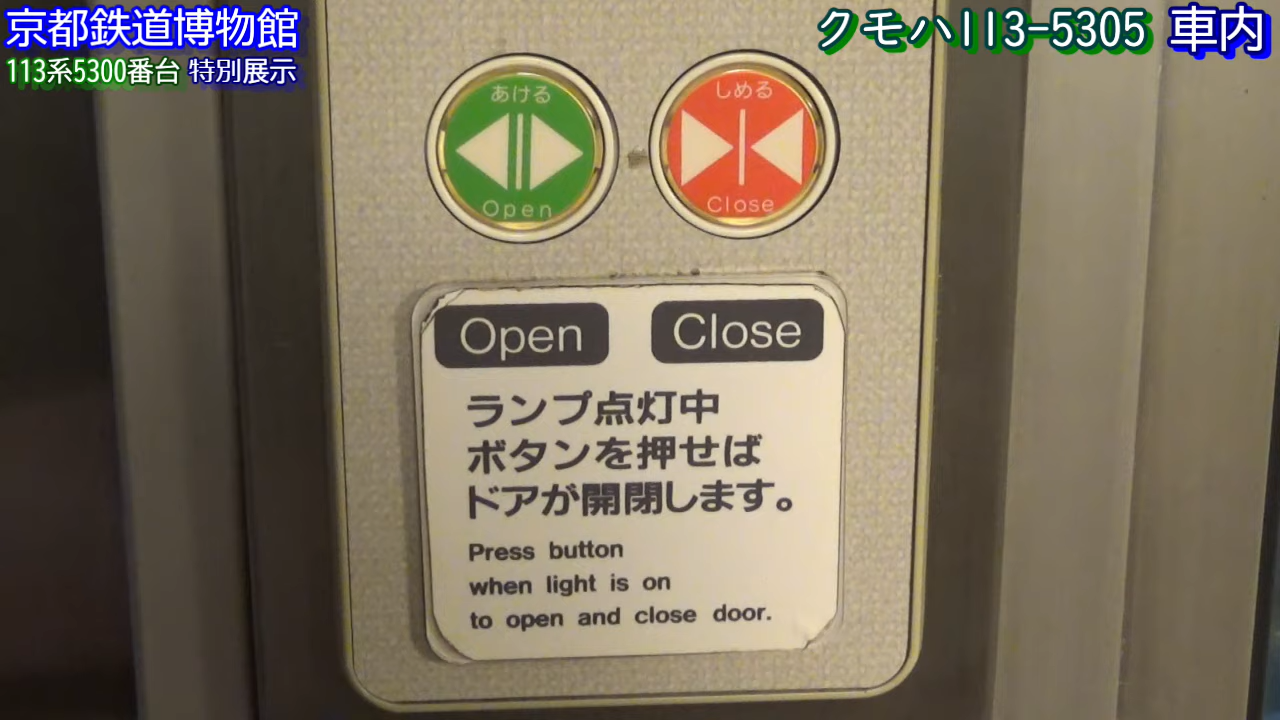 京都鉄道博物館
113系5300番台 特別展示
クモハ113-5305 車内
あける
Open
しめる
Close
Open
Close
ランプ点灯中
ボタンを押せば
ドアが開閉します。
Press button
when light is on
to open and close door.